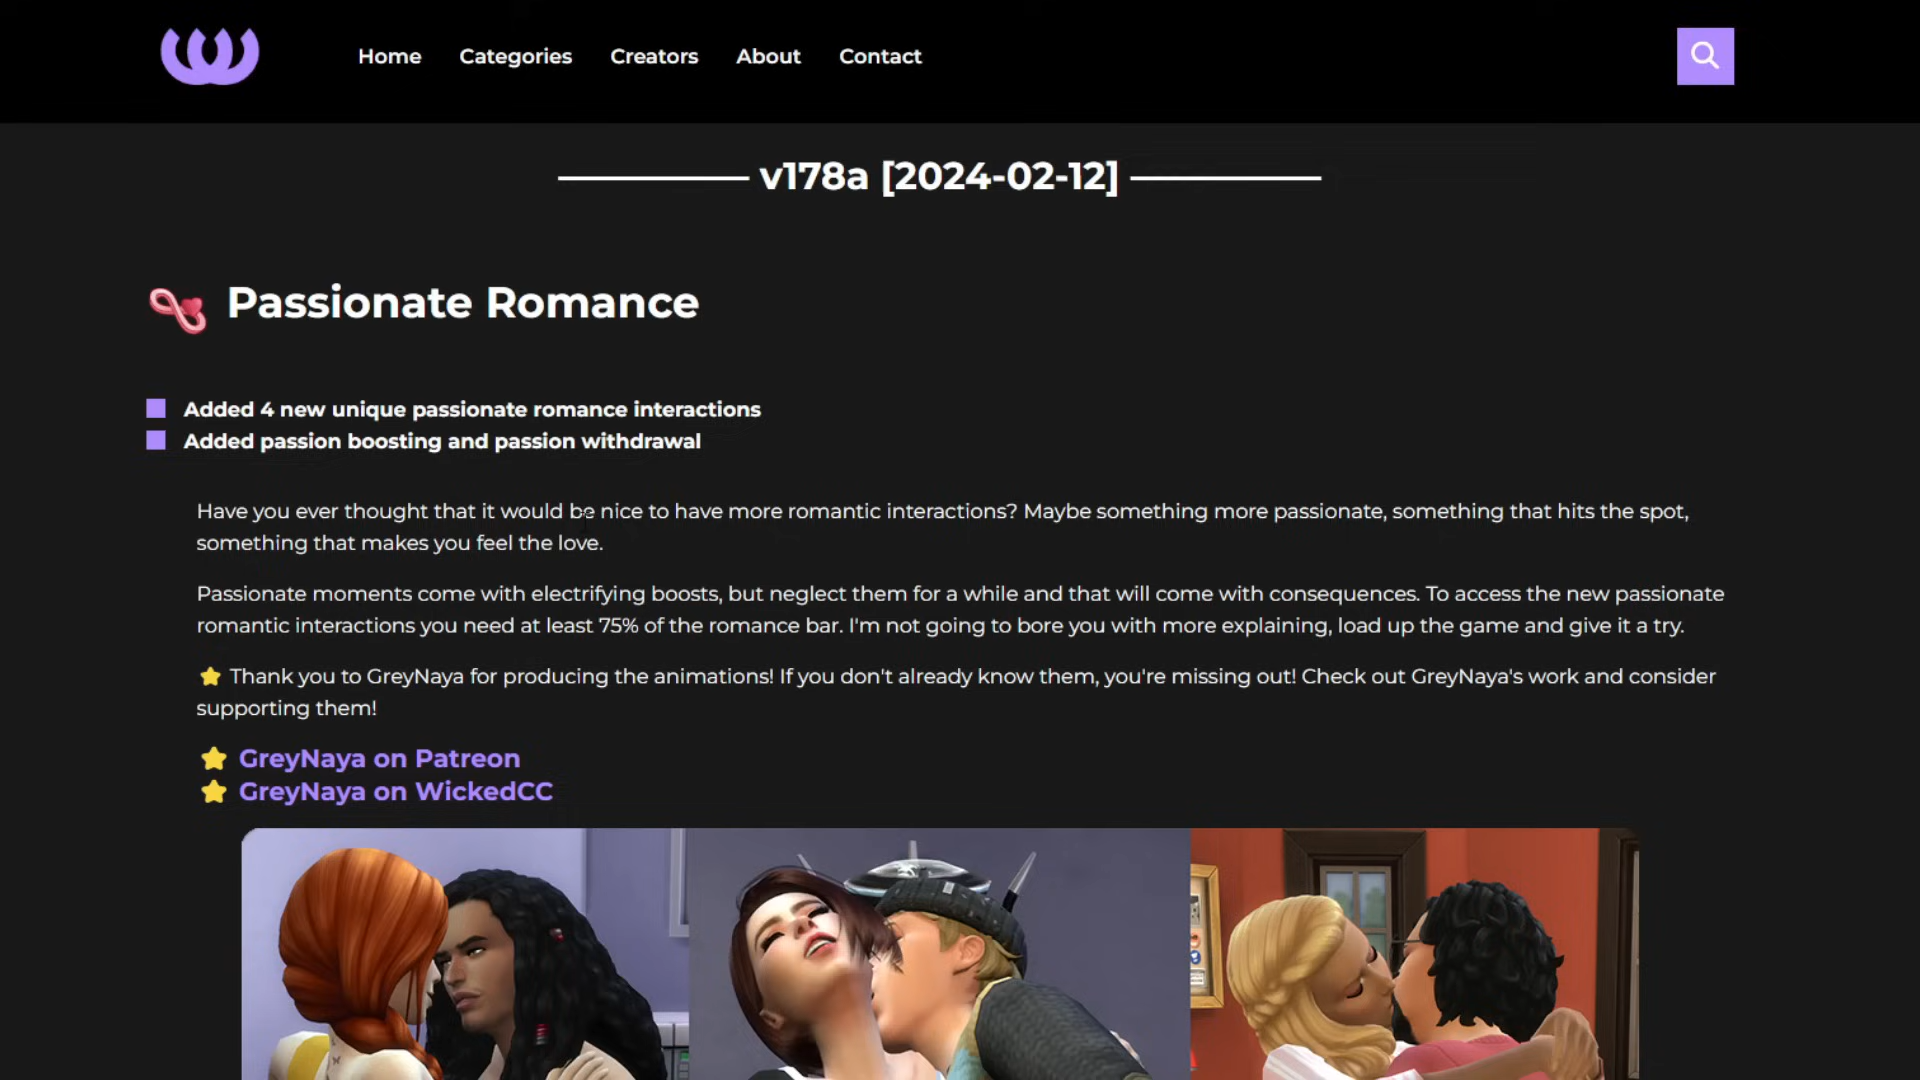 Home Categories Creators About Contact
v178a [2024-02-12]
Passionate Romance
Added 4 new unique passionate romance interactions
Added passion boosting and passion withdrawal
Have you ever thought that it would be nice to have more romantic interactions? Maybe something more passionate, something that hits the spot,
something that makes you feel the love.
Passionate moments come with electrifying boosts, but neglect them for a while and that will come with consequences. To access the new passionate
romantic interactions you need at least 75% of the romance bar. I'm not going to bore you with more explaining, load up the game and give it a try.
Thank you to GreyNaya for producing the animations! If you don't already know them, you're missing out! Check out GreyNaya's work and consider
supporting them!
GreyNaya on Patreon
GreyNaya on WickedCC